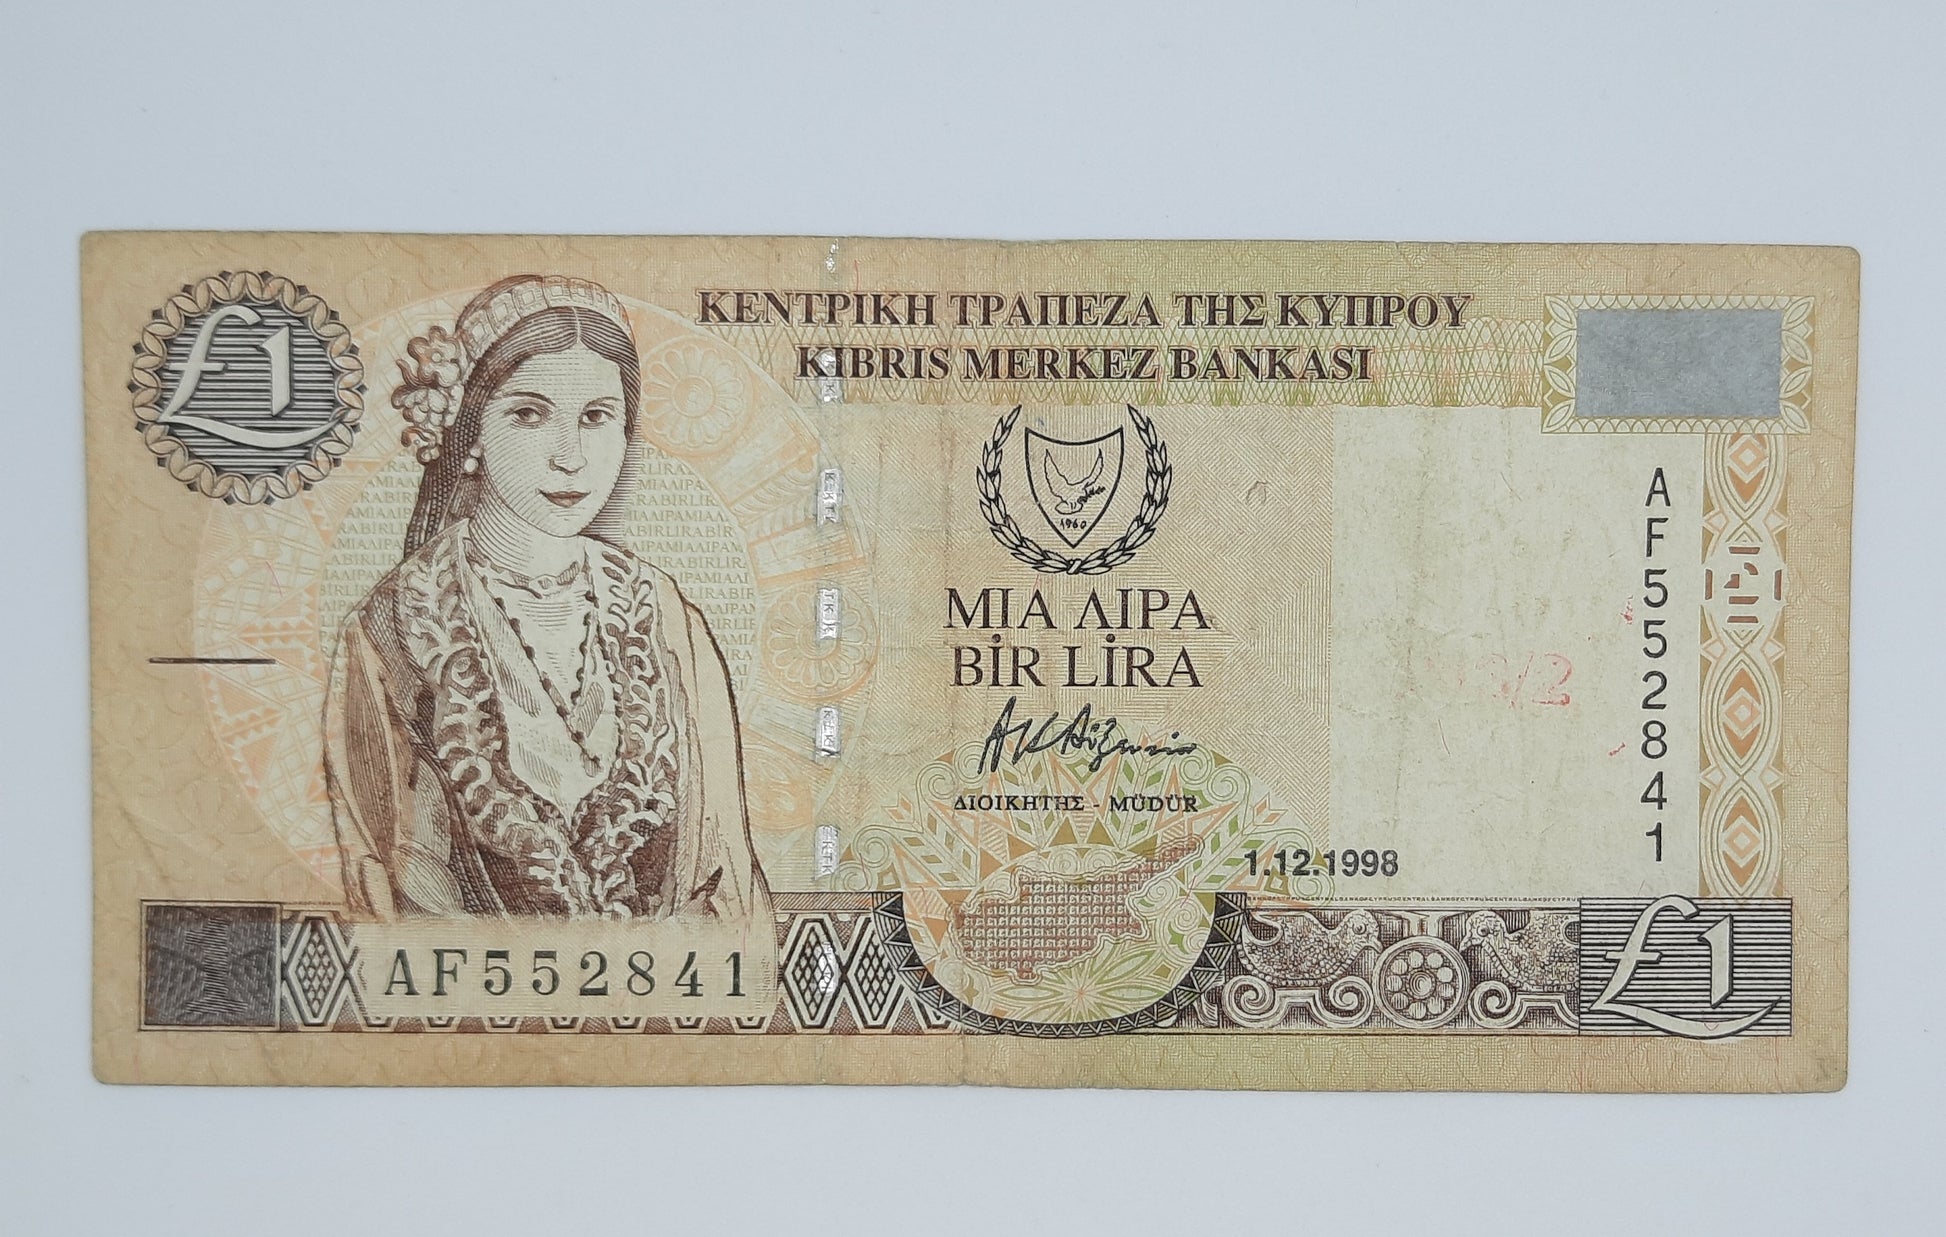 £1
ΚΕΝΤΡΙΚΗ ΤΡΑΠΕΖΑ ΤΗΣ ΚΥΠΡΟΥ
KIBRIS MERKEZ BANKASI
1960
ΜΙΑ ΛΙΡΑ
BİR LİRA
ΔΙΟΙΚΗΤΗΣ - MÜDÜR
1.12.1998
AF552841
AF552841
1
£1